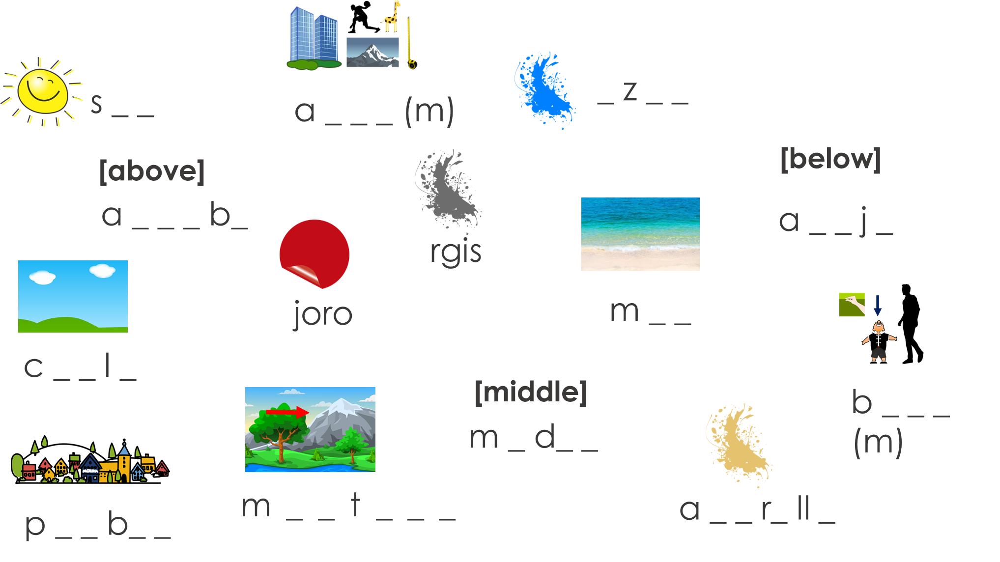 s _ _
a _ _ _ (m)
_ z _ _
[above]
a _ _ _ b_
[below]
a _ _ j _
rgis
joro
m _ _
c _ _ l _
b _ _ _
(m)
[middle]
m _ d_ _
m _ _ t _ _ _
a _ _ r_ ll _
p _ _ b_ _